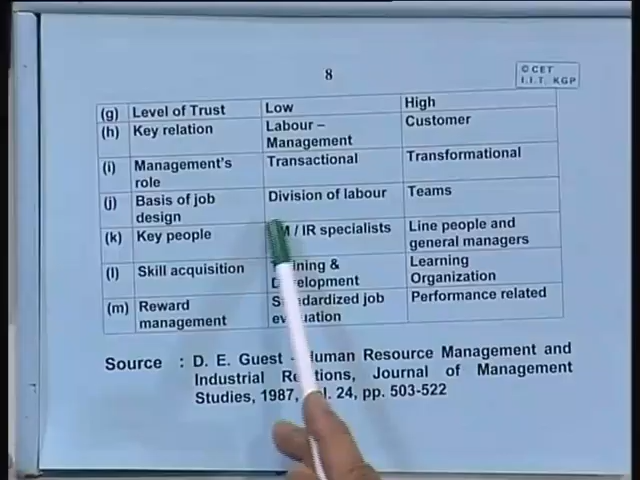 8
© CET
I.I.T. KGP
(g) Level of Trust Low High
(h) Key relation Labour – Management Customer
(i) Management's role Transactional Transformational
(j) Basis of job design Division of labour Teams
(k) Key people / IR specialists Line people and general managers
(l) Skill acquisition & Learning Organization
(m) Reward management job Performance related
Source : D. E. Guest – Human Resource Management and
Industrial Relations, Journal of Management
Studies, 1987, 24, pp. 503-522